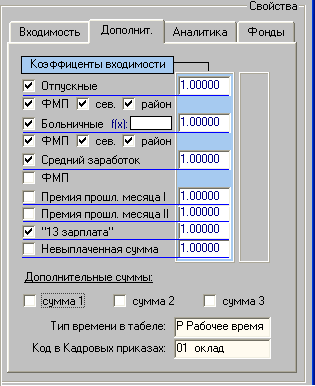 Свойства
Входимость Дополнит. Аналитика Фонды
Коэффиценты входимости
Отпускные 1.00000
ФМП сев. район
Больничные f(x): 1.00000
ФМП сев. район
Средний заработок 1.00000
ФМП
Премия прошл. месяца I 1.00000
Премия прошл. месяца II 1.00000
"13 зарплата" 1.00000
Невыплаченная сумма 1.00000
Дополнительные суммы:
сумма 1 сумма 2 сумма 3
Тип времени в табеле: Р Рабочее время
Код в Кадровых приказах: 01 оклад